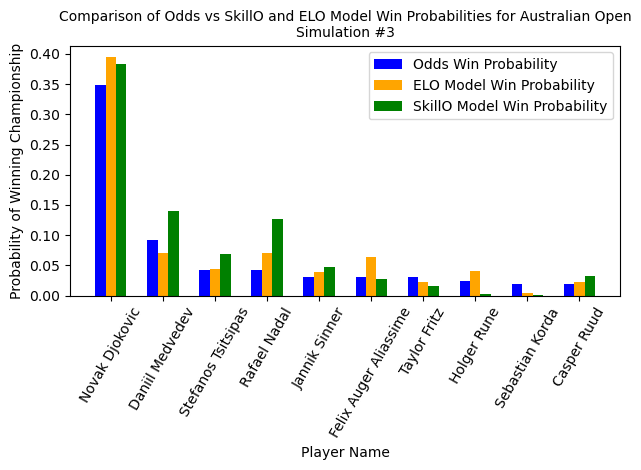 Comparison of Odds vs SkillO and ELO Model Win Probabilities for Australian Open
Simulation #3
Probability of Winning Championship
0.40
0.35
0.30
0.25
0.20
0.15
0.10
0.05
0.00
Odds Win Probability
ELO Model Win Probability
SkillO Model Win Probability
Novak Djokovic
Daniil Medvedev
Stefanos Tsitsipas
Rafael Nadal
Jannik Sinner
Felix Auger Aliassime
Taylor Fritz
Holger Rune
Sebastian Korda
Casper Ruud
Player Name